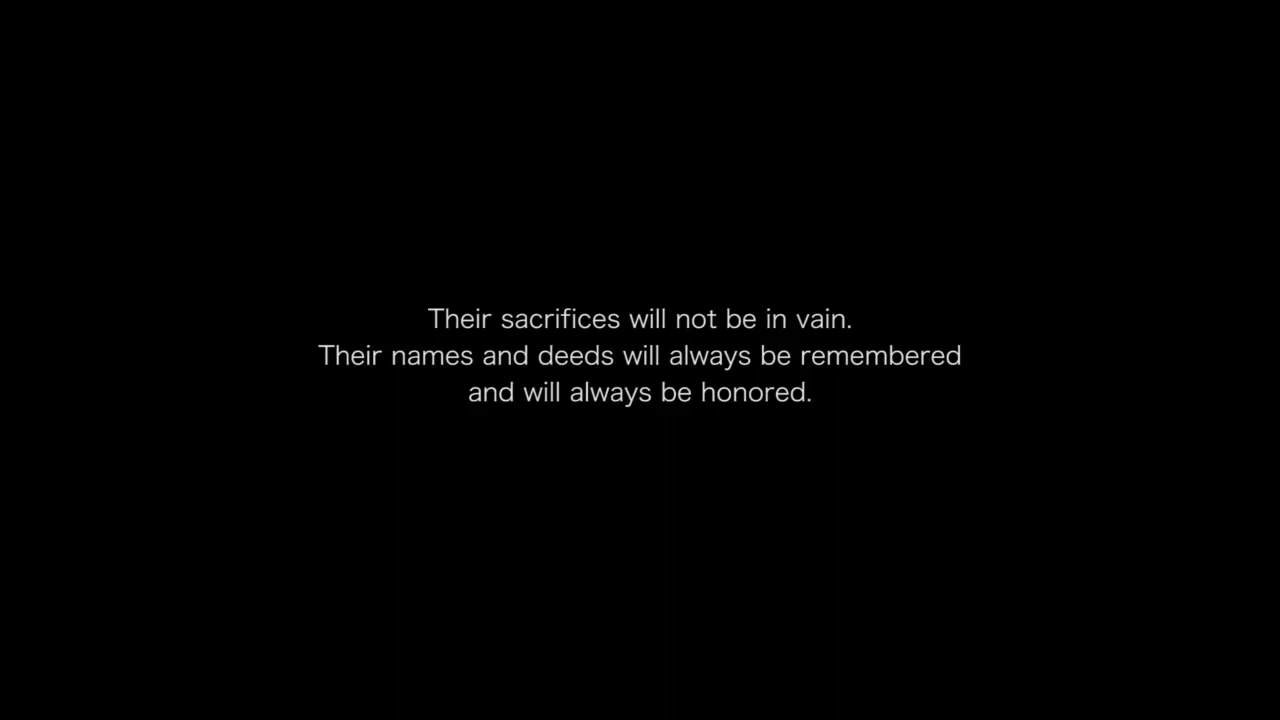 Their sacrifices will not be in vain.
Their names and deeds will always be remembered
and will always be honored.